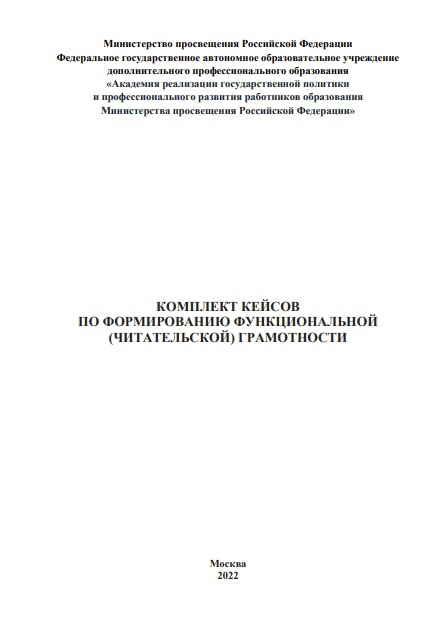 Министерство просвещения Российской Федерации
Федеральное государственное автономное образовательное учреждение
дополнительного профессионального образования
«Академия реализации государственной политики
и профессионального развития работников образования
Министерства просвещения Российской Федерации»
КОМПЛЕКТ КЕЙСОВ
ПО ФОРМИРОВАНИЮ ФУНКЦИОНАЛЬНОЙ
(ЧИТАТЕЛЬСКОЙ) ГРАМОТНОСТИ
Москва
2022